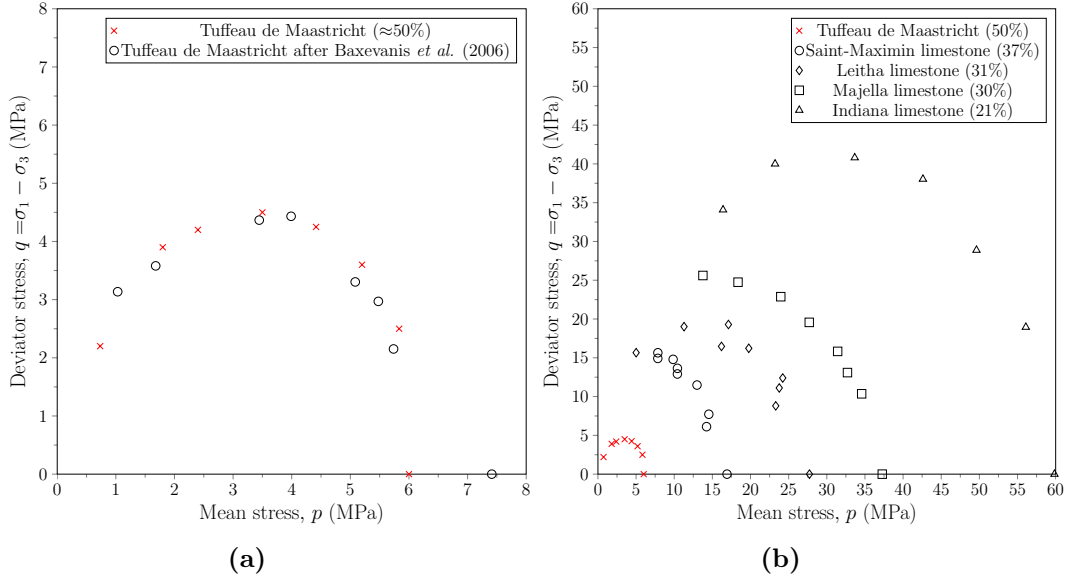 Tuffeau de Maastricht (≈50%)
Tuffeau de Maastricht after Baxevanis et al. (2006)
8
7
6
5
4
3
2
1
0
Deviator stress, q =σ1 − σ3 (MPa)
0 1 2 3 4 5 6 7 8
Mean stress, p (MPa)
(a)
Tuffeau de Maastricht (50%)
Saint-Maximin limestone (37%)
Leitha limestone (31%)
Majella limestone (30%)
Indiana limestone (21%)
60
55
50
45
40
35
30
25
20
15
10
5
0
Deviator stress, q =σ1 − σ3 (MPa)
0 5 10 15 20 25 30 35 40 45 50 55 60
Mean stress, p (MPa)
(b)